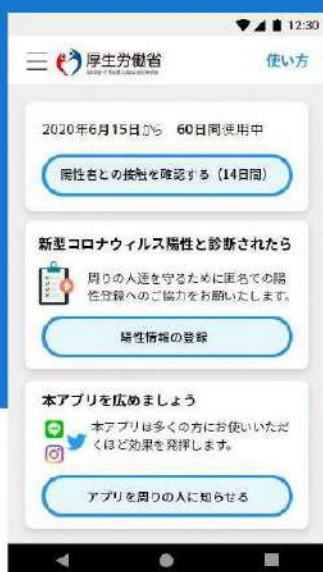 12:30
厚生労働省
使い方
2020年6月15日から 60日間使用中
陽性者との接触を確認する（14日間）
新型コロナウィルス陽性と診断されたら
周りの人達を守るために匿名での陽
性登録へのご協力をお願いたします。
陽性情報の登録
本アプリを広めましょう
本アプリは多くの方にお使いいただ
くほど効果を発揮します。
アプリを周りの人に知らせる